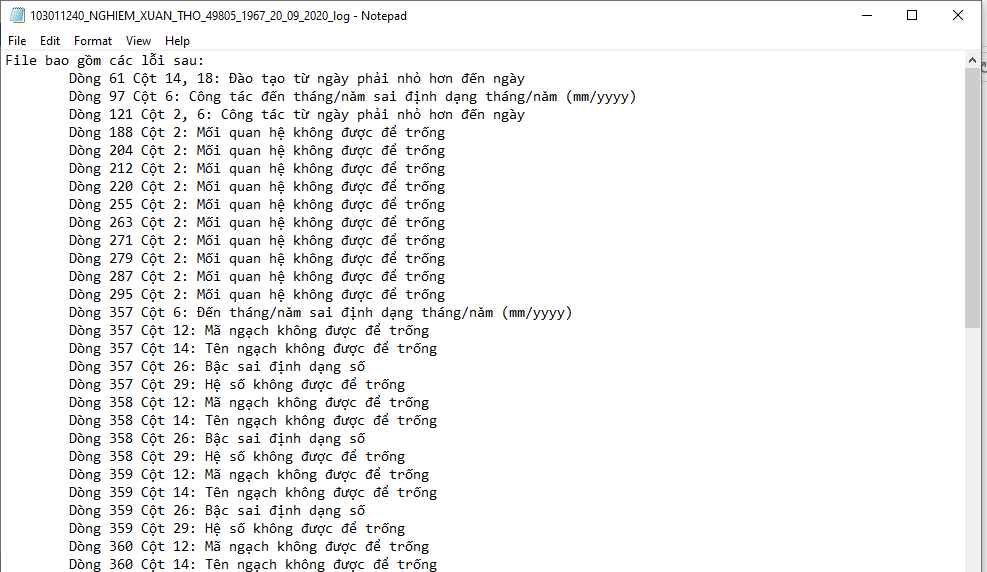 103011240_NGHIEM_XUAN_THO_49805_1967_20_09_2020_log - Notepad
File Edit Format View Help
File bao gồm các lỗi sau:
Dòng 61 Cột 14, 18: Đào tạo từ ngày phải nhỏ hơn đến ngày
Dòng 97 Cột 6: Công tác đến tháng/năm sai định dạng tháng/năm (mm/yyyy)
Dòng 121 Cột 2, 6: Công tác từ ngày phải nhỏ hơn đến ngày
Dòng 188 Cột 2: Mối quan hệ không được để trống
Dòng 204 Cột 2: Mối quan hệ không được để trống
Dòng 212 Cột 2: Mối quan hệ không được để trống
Dòng 220 Cột 2: Mối quan hệ không được để trống
Dòng 255 Cột 2: Mối quan hệ không được để trống
Dòng 263 Cột 2: Mối quan hệ không được để trống
Dòng 271 Cột 2: Mối quan hệ không được để trống
Dòng 279 Cột 2: Mối quan hệ không được để trống
Dòng 287 Cột 2: Mối quan hệ không được để trống
Dòng 295 Cột 2: Mối quan hệ không được để trống
Dòng 357 Cột 6: Đến tháng/năm sai định dạng tháng/năm (mm/yyyy)
Dòng 357 Cột 12: Mã ngạch không được để trống
Dòng 357 Cột 14: Tên ngạch không được để trống
Dòng 357 Cột 26: Bậc sai định dạng số
Dòng 357 Cột 29: Hệ số không được để trống
Dòng 358 Cột 12: Mã ngạch không được để trống
Dòng 358 Cột 14: Tên ngạch không được để trống
Dòng 358 Cột 26: Bậc sai định dạng số
Dòng 358 Cột 29: Hệ số không được để trống
Dòng 359 Cột 12: Mã ngạch không được để trống
Dòng 359 Cột 14: Tên ngạch không được để trống
Dòng 359 Cột 26: Bậc sai định dạng số
Dòng 359 Cột 29: Hệ số không được để trống
Dòng 360 Cột 12: Mã ngạch không được để trống
Dòng 360 Cột 14: Tên ngạch không được để trống